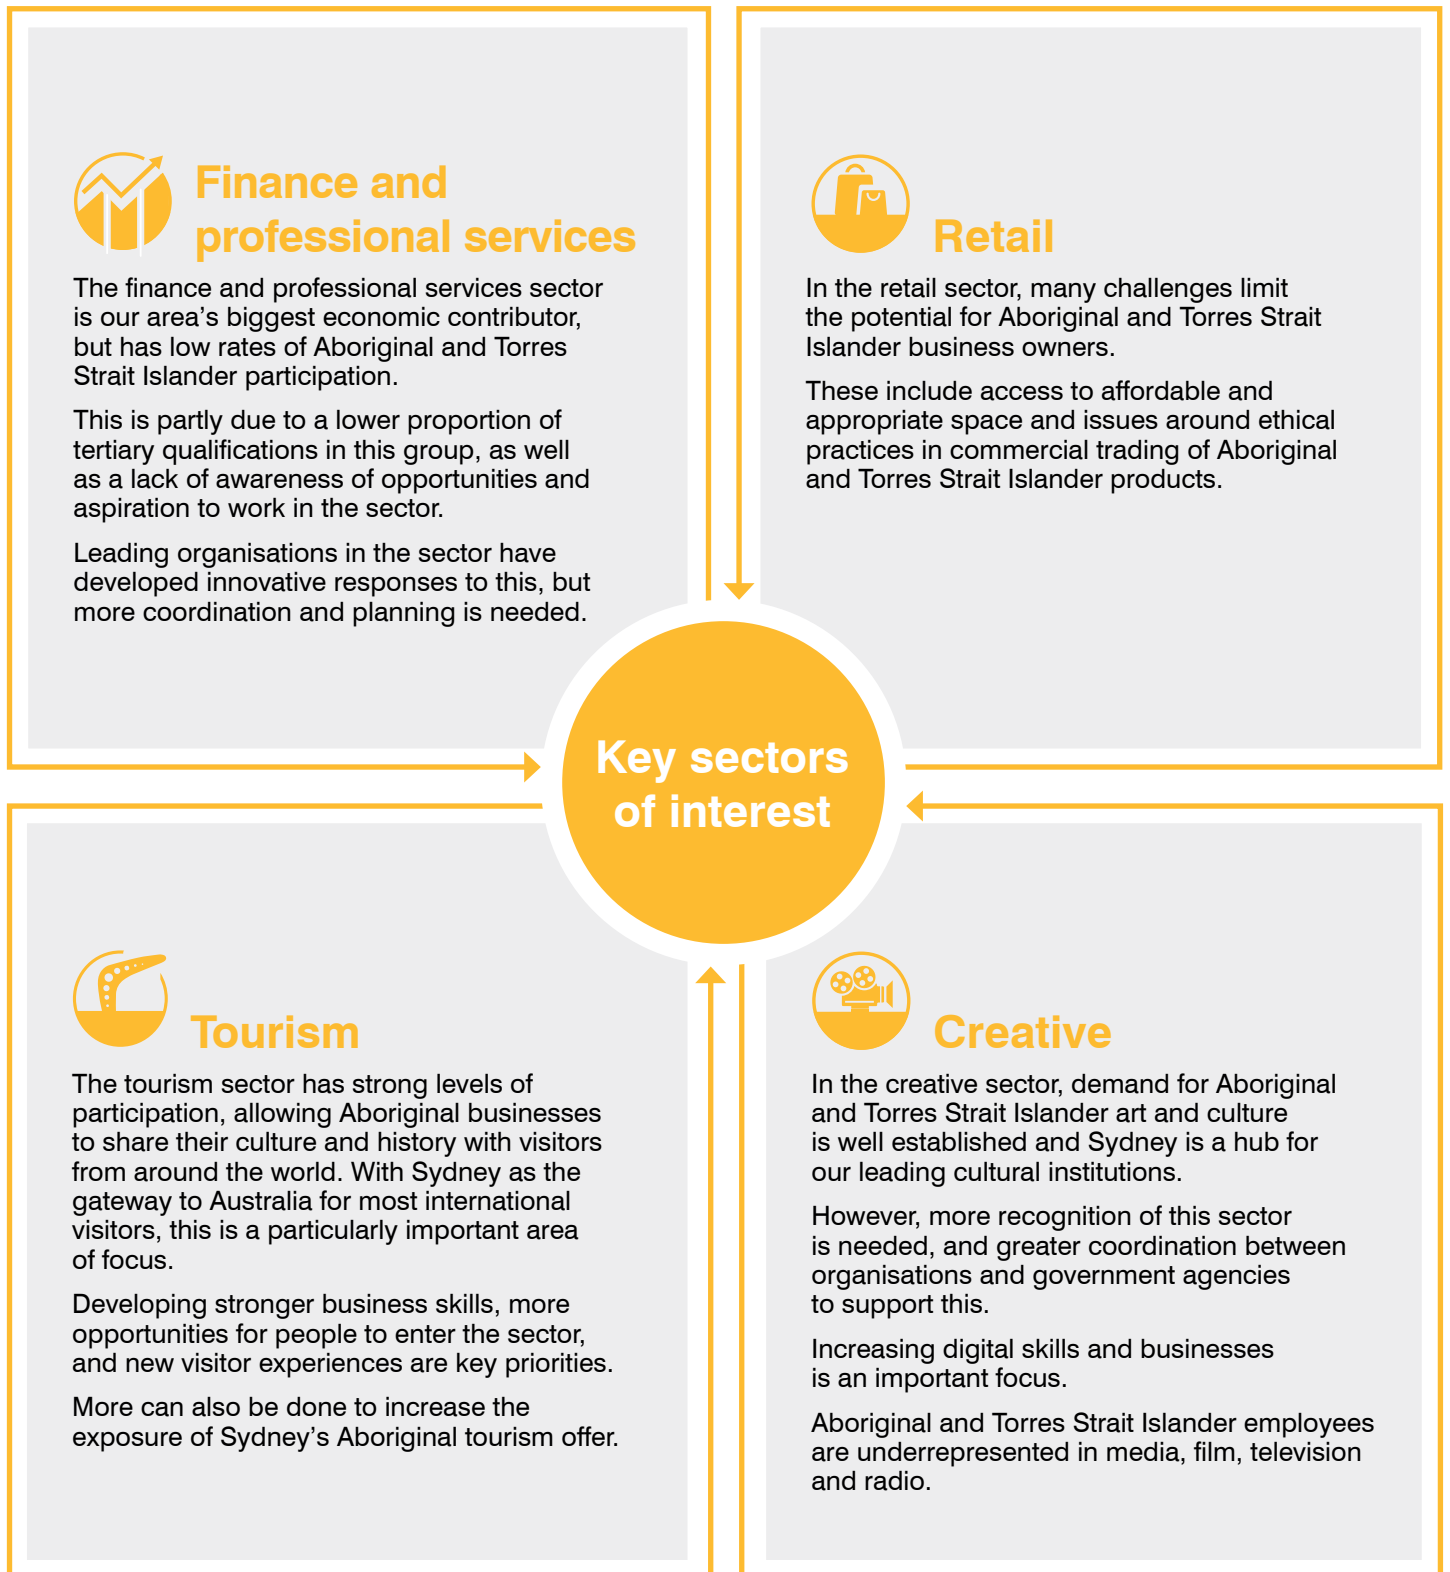 Finance and
professional services
The finance and professional services sector
is our area’s biggest economic contributor,
but has low rates of Aboriginal and Torres
Strait Islander participation.
This is partly due to a lower proportion of
tertiary qualifications in this group, as well
as a lack of awareness of opportunities and
aspiration to work in the sector.
Leading organisations in the sector have
developed innovative responses to this, but
more coordination and planning is needed.
Retail
In the retail sector, many challenges limit
the potential for Aboriginal and Torres Strait
Islander business owners.
These include access to affordable and
appropriate space and issues around ethical
practices in commercial trading of Aboriginal
and Torres Strait Islander products.
Key sectors
of interest
Tourism
The tourism sector has strong levels of
participation, allowing Aboriginal businesses
to share their culture and history with visitors
from around the world. With Sydney as the
gateway to Australia for most international
visitors, this is a particularly important area
of focus.
Developing stronger business skills, more
opportunities for people to enter the sector,
and new visitor experiences are key priorities.
More can also be done to increase the
exposure of Sydney’s Aboriginal tourism offer.
Creative
In the creative sector, demand for Aboriginal
and Torres Strait Islander art and culture
is well established and Sydney is a hub for
our leading cultural institutions.
However, more recognition of this sector
is needed, and greater coordination between
organisations and government agencies
to support this.
Increasing digital skills and businesses
is an important focus.
Aboriginal and Torres Strait Islander employees
are underrepresented in media, film, television
and radio.